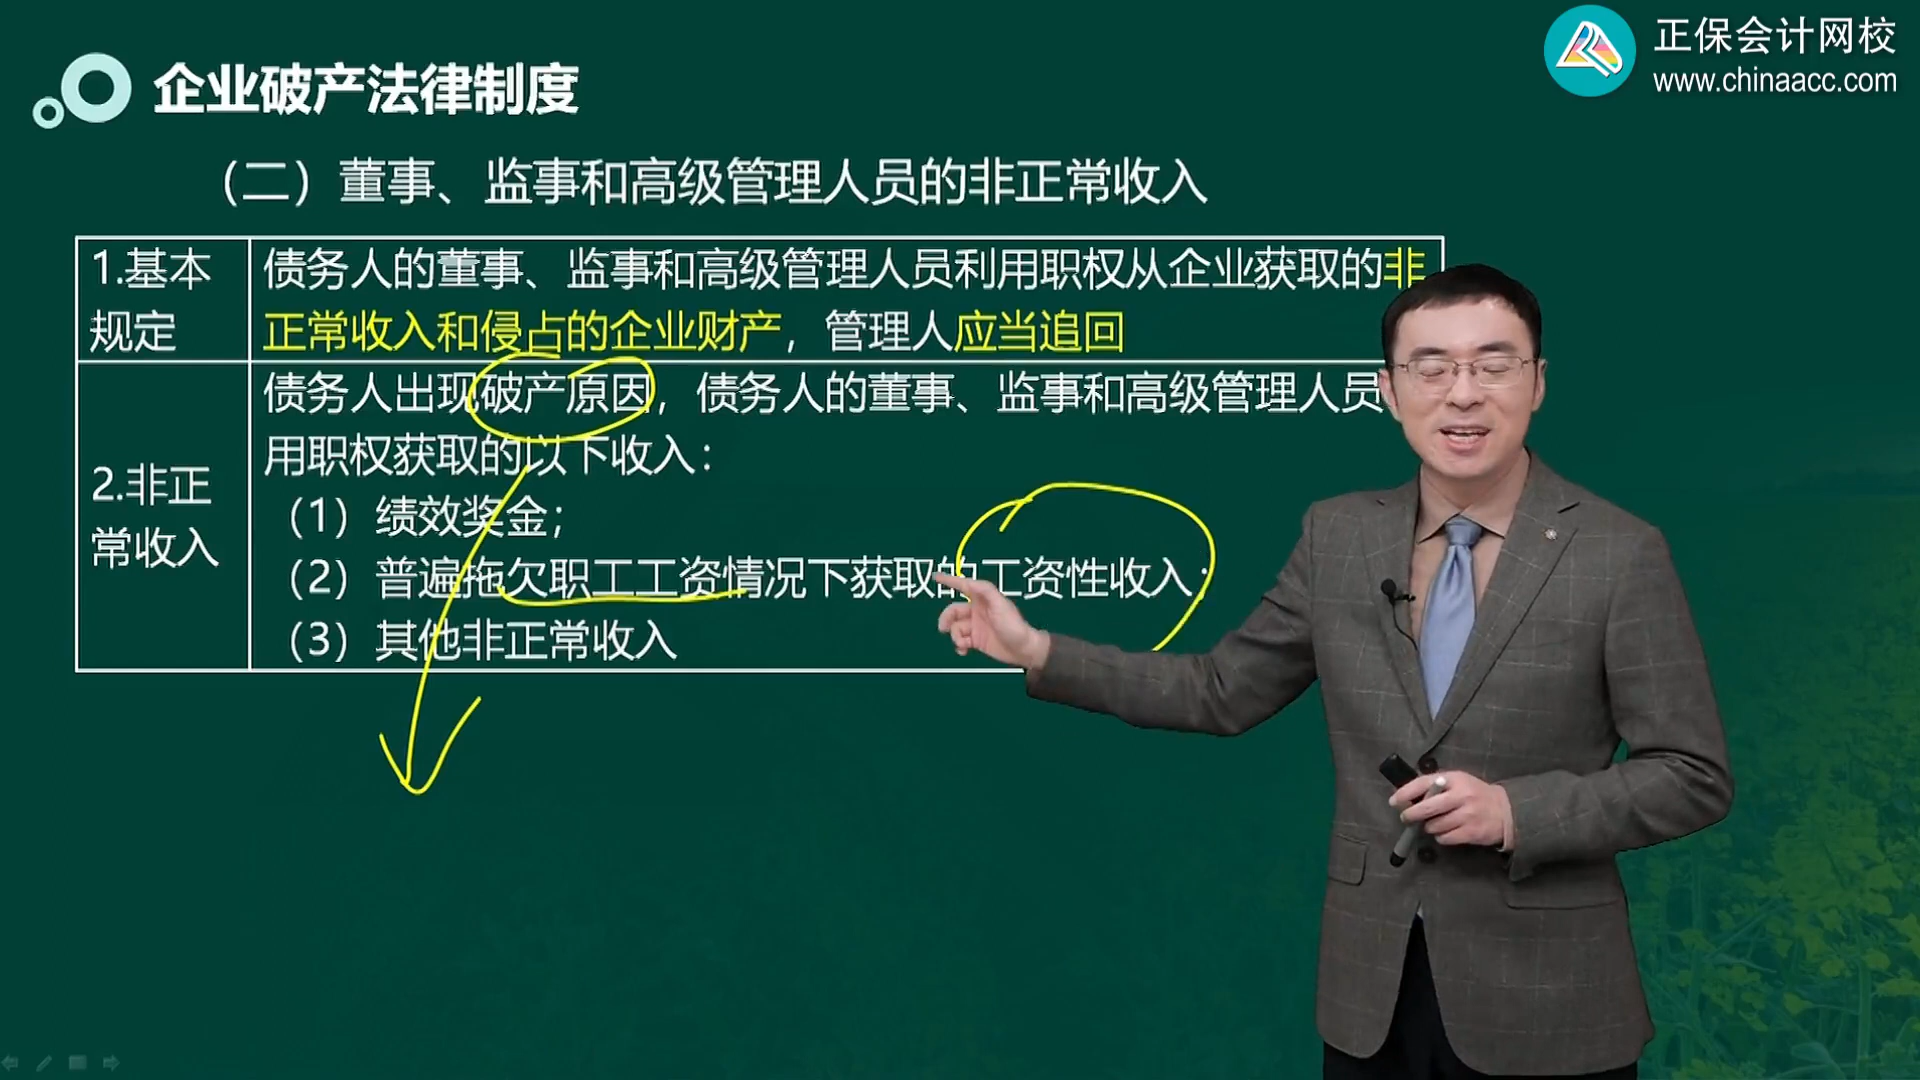 正保会计网校
www.chinaacc.com
企业破产法律制度
（二）董事、监事和高级管理人员的非正常收入
1.基本
规定
债务人的董事、监事和高级管理人员利用职权从企业获取的非
正常收入和侵占的企业财产，管理人应当追回
2.非正
常收入
债务人出现破产原因，债务人的董事、监事和高级管理人员
用职权获取的以下收入：
（1）绩效奖金；
（2）普遍拖欠职工工资情况下获取的工资性收入；
（3）其他非正常收入